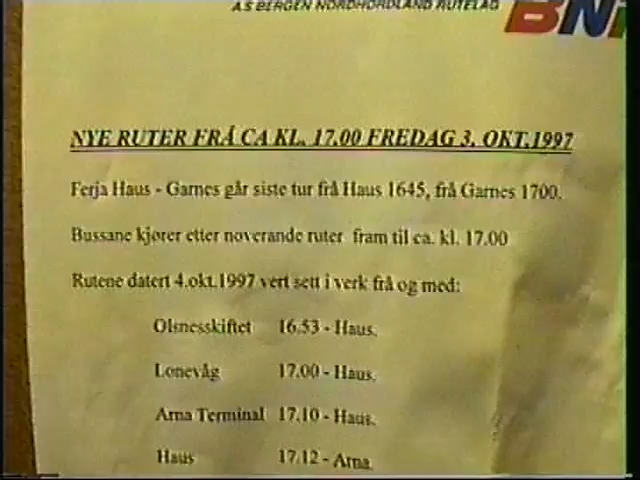 A.S BERGEN NORDHORDLAND RUTELAG
NYE RUTER FRÅ CA KL. 17.00 FREDAG 3. OKT.1997
Ferja Haus - Garnes går siste tur frå Haus 1645, frå Garnes 1700.
Bussane kjører etter noverande ruter fram til ca. kl. 17.00
Rutene datert 4.okt.1997 vert sett i verk frå og med:
Olsnesskiftet 16.53 - Haus.
Lonevåg 17.00 - Haus.
Arna Terminal 17.10 - Haus.
Haus 17.12 - Arna.